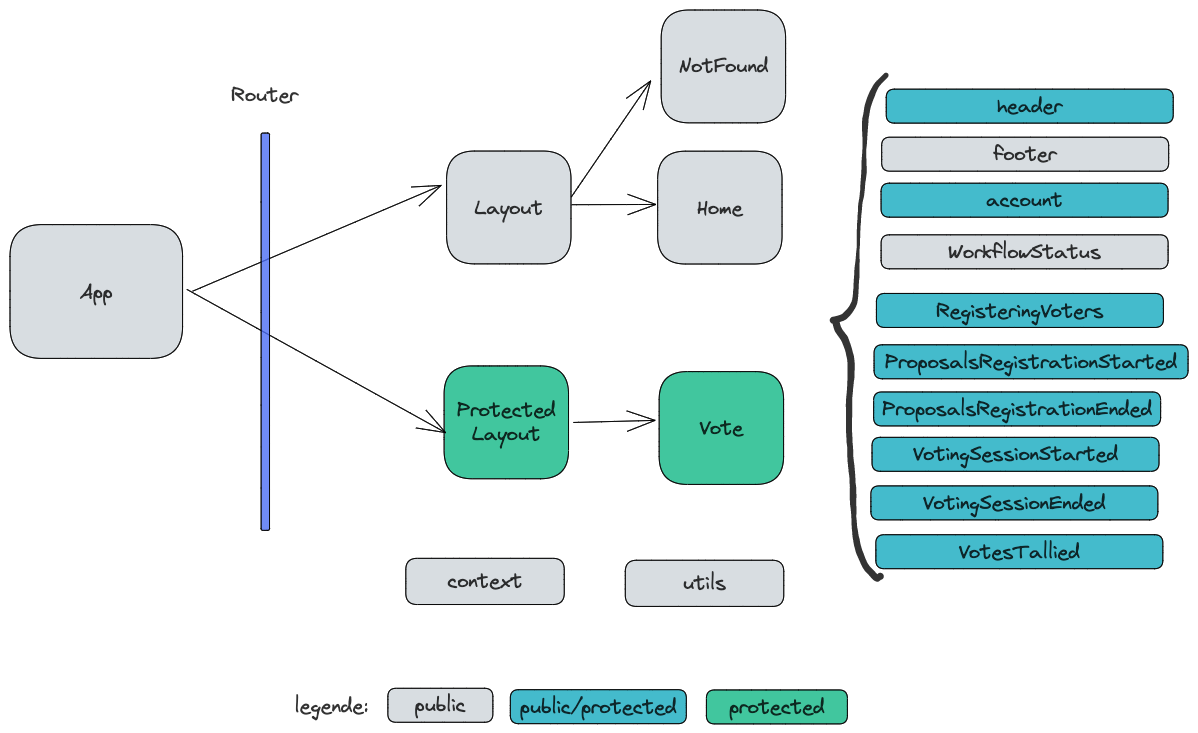 NotFound
Router
header
footer
Layout
Home
account
WorkflowStatus
App
RegisteringVoters
ProposalsRegistrationStarted
Protected
Layout
Vote
ProposalsRegistrationEnded
VotingSessionStarted
VotingSessionEnded
VotesTallied
context
utils
legende:
public
public/protected
protected